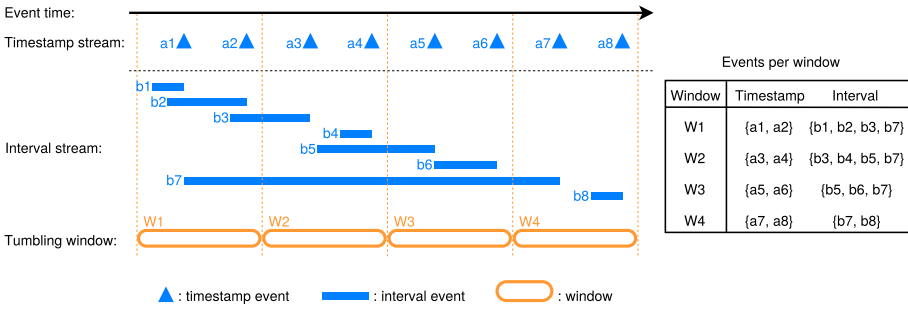 Event time:
Timestamp stream:
a1 a2 a3 a4 a5 a6 a7 a8
b1
b2
b3
b4
Interval stream:
b5
b6
b7
b8
W1 W2 W3 W4
Tumbling window:
: timestamp event : interval event : window
Events per window
Window Timestamp Interval
W1 {a1, a2} {b1, b2, b3, b7}
W2 {a3, a4} {b3, b4, b5, b7}
W3 {a5, a6} {b5, b6, b7}
W4 {a7, a8} {b7, b8}